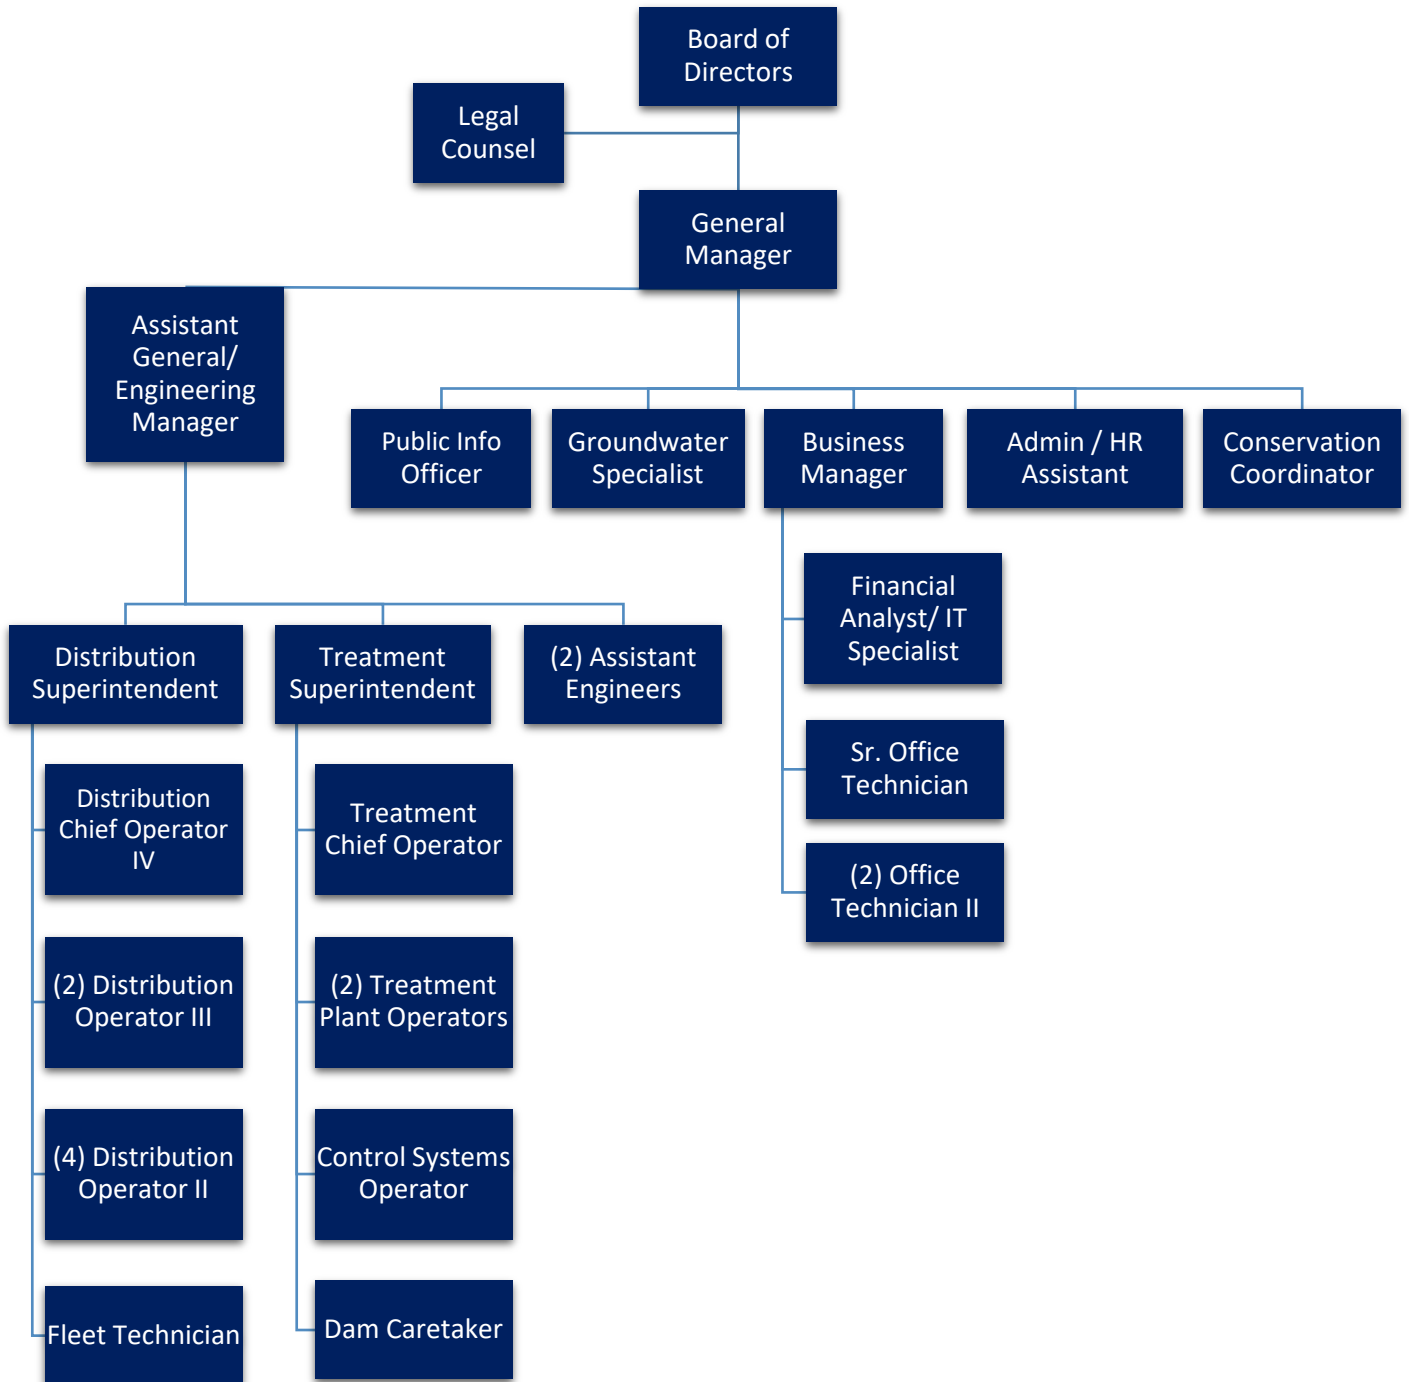 Board of
Directors
Legal
Counsel
General
Manager
Assistant
General/
Engineering
Manager
Public Info
Officer
Groundwater
Specialist
Business
Manager
Admin / HR
Assistant
Conservation
Coordinator
Financial
Analyst/ IT
Specialist
Sr. Office
Technician
(2) Office
Technician II
Distribution
Superintendent
Treatment
Superintendent
(2) Assistant
Engineers
Distribution
Chief Operator
IV
(2) Distribution
Operator III
(4) Distribution
Operator II
Fleet Technician
Treatment
Chief Operator
(2) Treatment
Plant Operators
Control Systems
Operator
Dam Caretaker